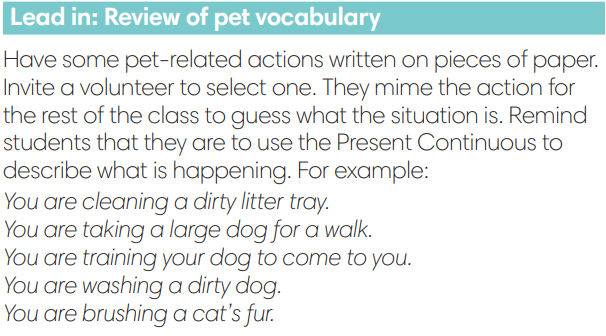 Lead in: Review of pet vocabulary
Have some pet-related actions written on pieces of paper.
Invite a volunteer to select one. They mime the action for
the rest of the class to guess what the situation is. Remind
students that they are to use the Present Continuous to
describe what is happening. For example:
You are cleaning a dirty litter tray.
You are taking a large dog for a walk.
You are training your dog to come to you.
You are washing a dirty dog.
You are brushing a cat's fur.